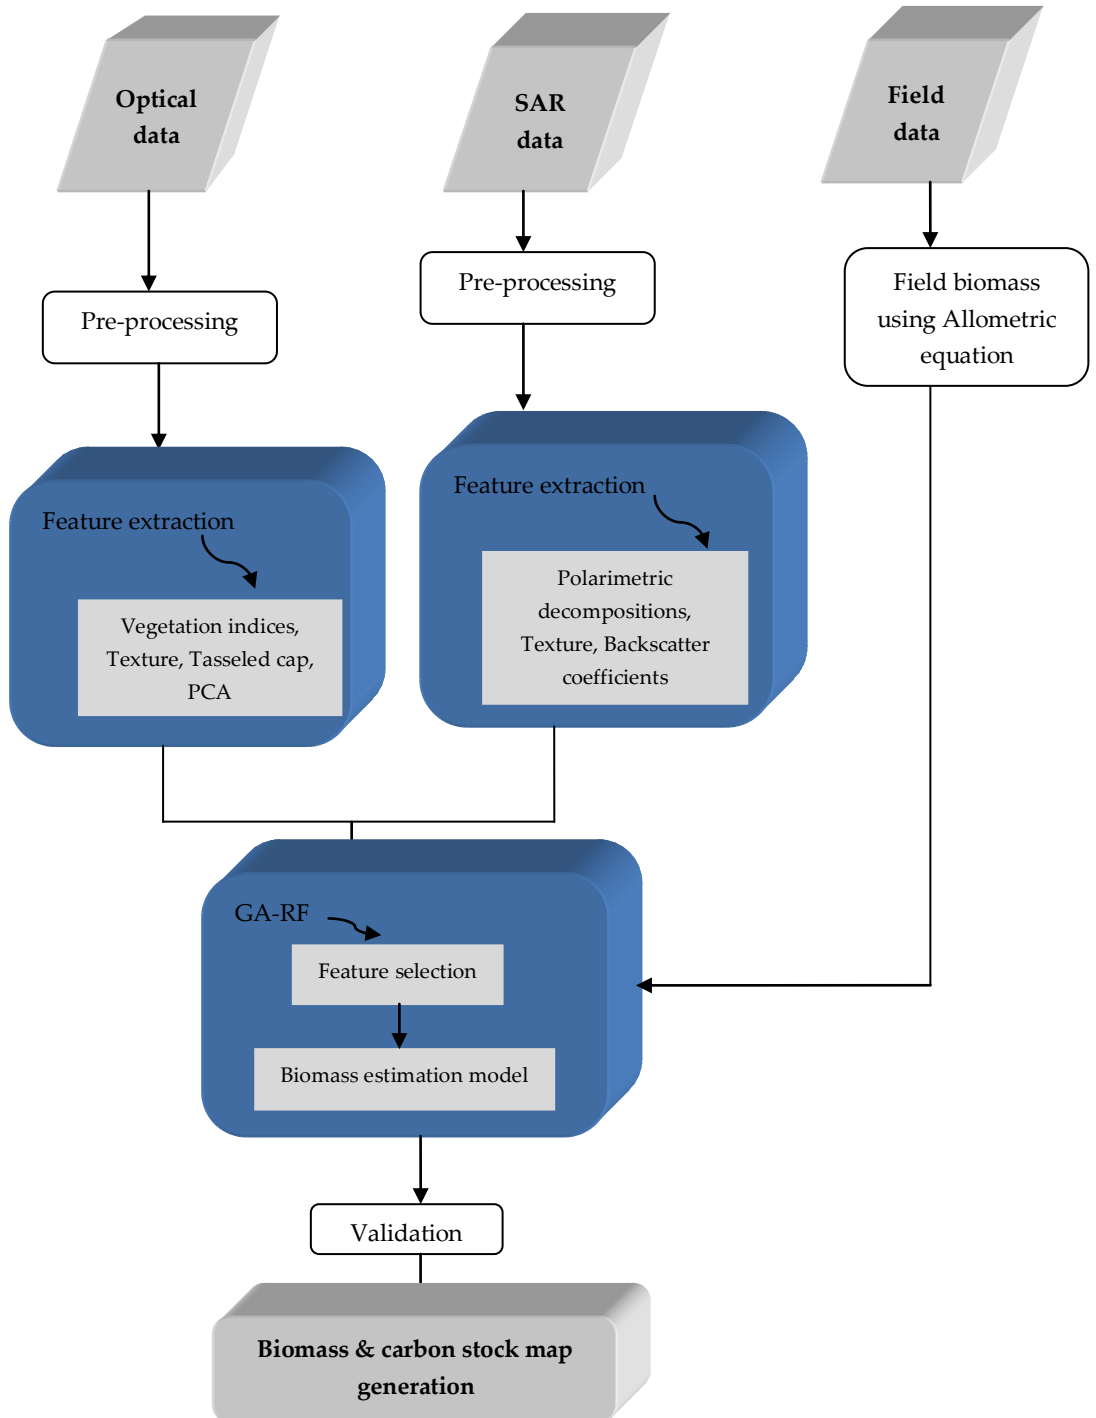 Optical
data
SAR
data
Field
data
Pre-processing
Pre-processing
Field biomass
using Allometric
equation
Feature extraction
Vegetation indices,
Texture, Tasseled cap,
PCA
Feature extraction
Polarimetric
decompositions,
Texture, Backscatter
coefficients
GA-RF
Feature selection
Biomass estimation model
Validation
Biomass & carbon stock map
generation